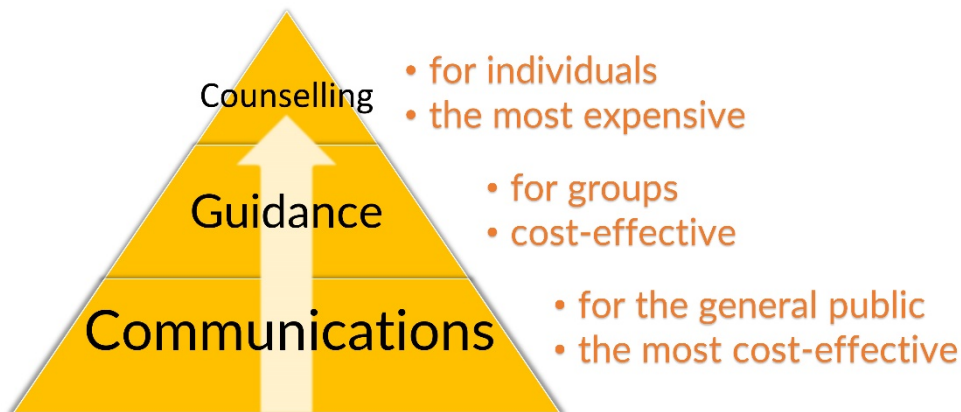 Counselling
• for individuals
• the most expensive
Guidance
• for groups
• cost-effective
Communications
• for the general public
• the most cost-effective